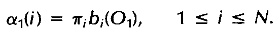 α₁(i) = πᵢbᵢ(O₁), 1 ≤ i ≤ N.